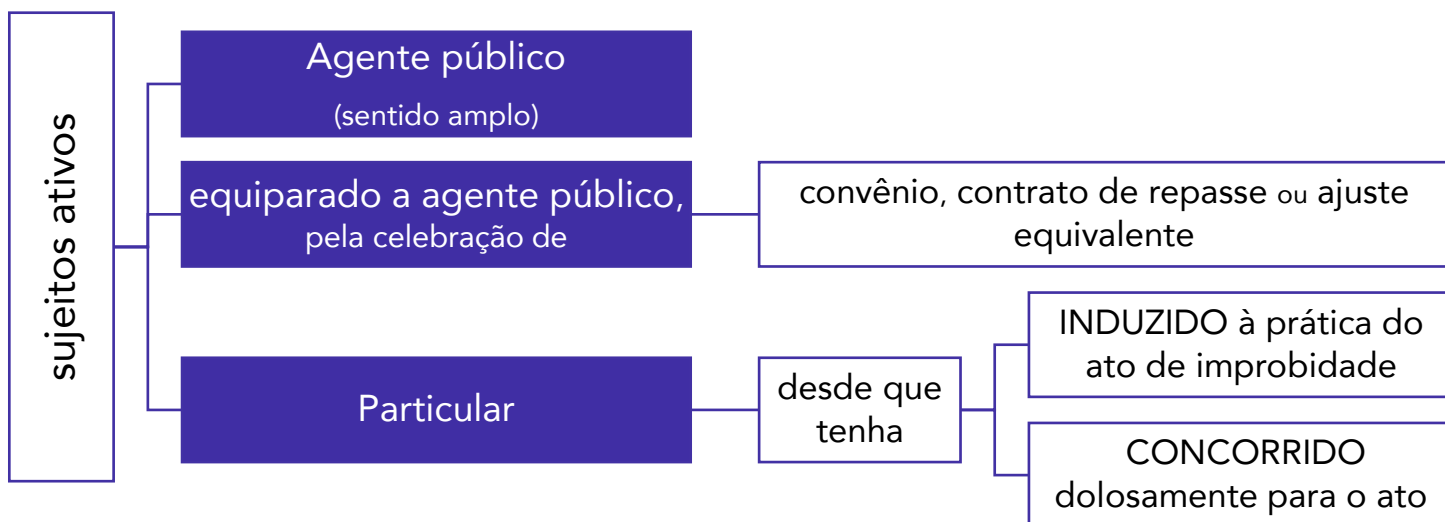 sujeitos ativos
Agente público
(sentido amplo)
equiparado a agente público,
pela celebração de
convênio, contrato de repasse ou ajuste
equivalente
Particular
desde que
tenha
INDUZIDO à prática do
ato de improbidade
CONCORRIDO
dolosamente para o ato